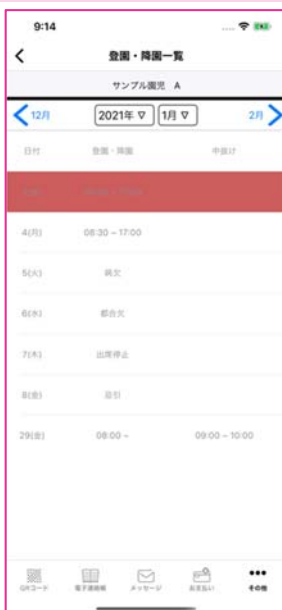 9:14
登園・降園一覧
サンプル園児 A
12月 2021年 ▽ 1月 ▽ 2月
日付 登園・降園 中抜け
4(月) 08:30 ~ 17:00
5(火) 病欠
6(水) 都合欠
7(木) 出席停止
8(金) 忌引
29(金) 08:00 ~ 09:00 ~ 10:00
QRコード 電子連絡帳 メッセージ お支払い その他